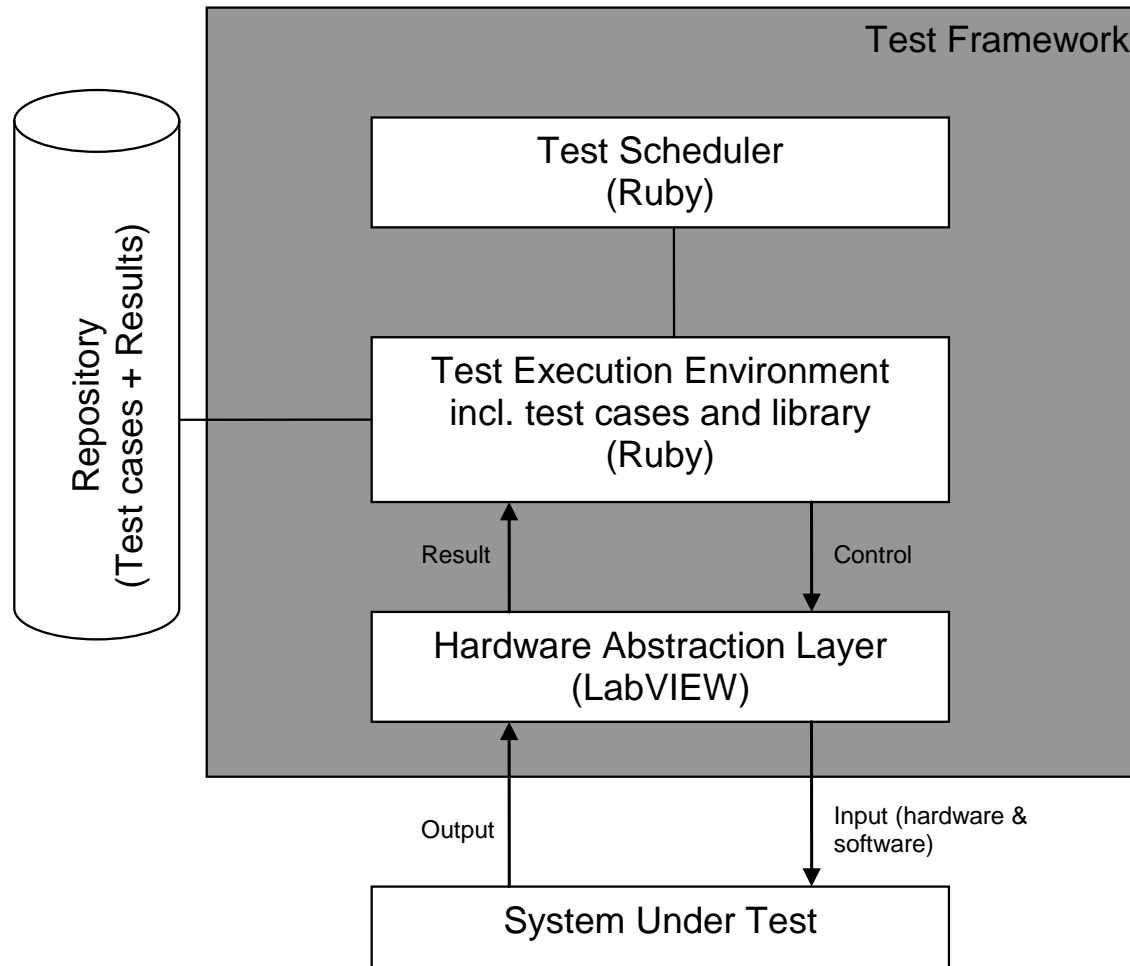 Test Framework
Test Scheduler
(Ruby)
Repository
(Test cases + Results)
Test Execution Environment
incl. test cases and library
(Ruby)
Result
Control
Hardware Abstraction Layer
(LabVIEW)
Output
Input (hardware &
software)
System Under Test